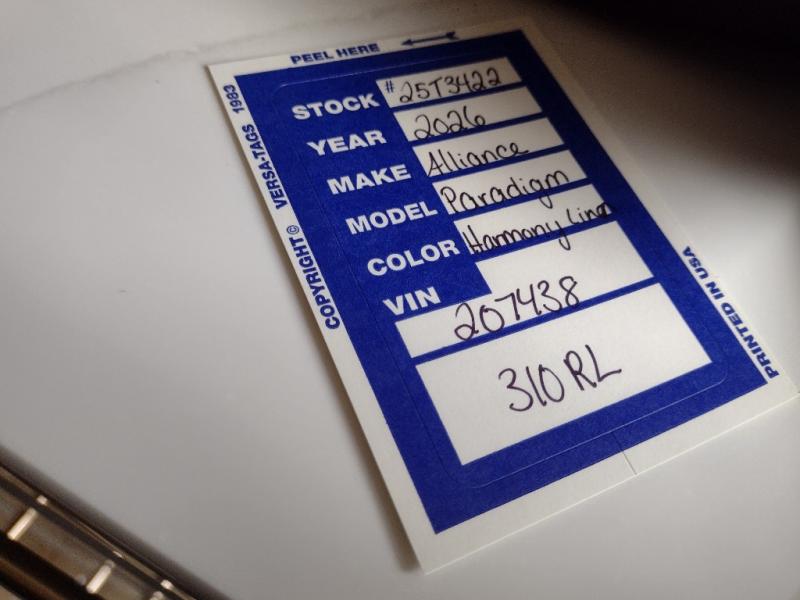 PEEL HERE
COPYRIGHT © VERSA-TAGS 1983
STOCK #25T3422
YEAR 2026
MAKE Alliance
MODEL Paradigm
COLOR Harmony Linen
VIN
207438
310 RL
PRINTED IN USA